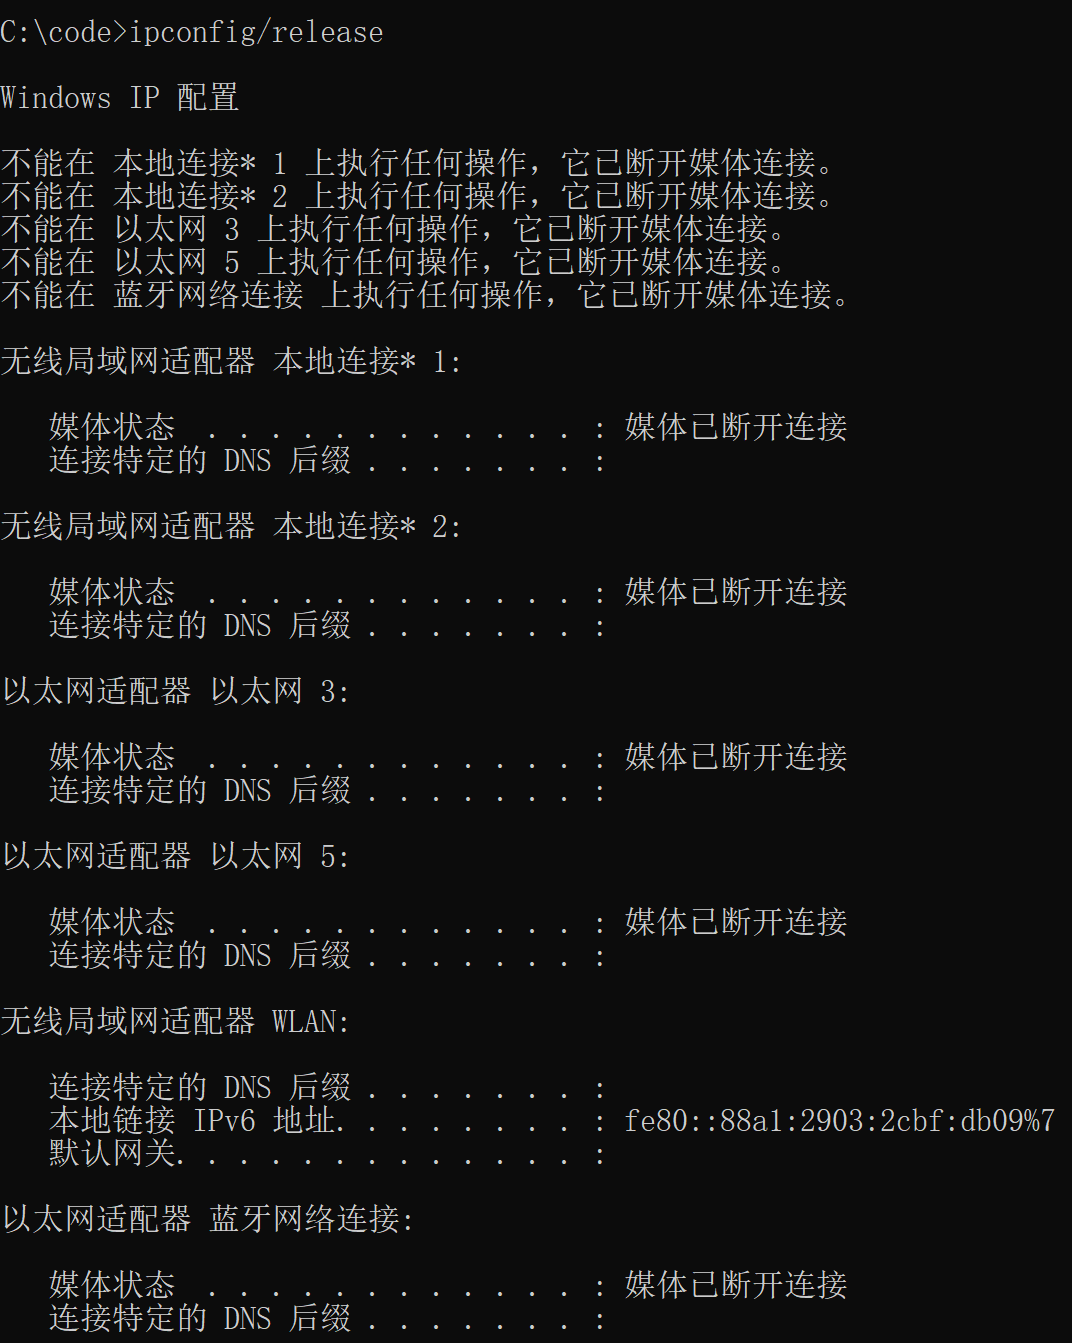 C:\code>ipconfig/release
Windows IP 配置
不能在 本地连接* 1 上执行任何操作，它已断开媒体连接。
不能在 本地连接* 2 上执行任何操作，它已断开媒体连接。
不能在 以太网 3 上执行任何操作，它已断开媒体连接。
不能在 以太网 5 上执行任何操作，它已断开媒体连接。
不能在 蓝牙网络连接 上执行任何操作，它已断开媒体连接。
无线局域网适配器 本地连接* 1:
媒体状态  . . . . . . . . . . . . : 媒体已断开连接
连接特定的 DNS 后缀 . . . . . . . :
无线局域网适配器 本地连接* 2:
媒体状态  . . . . . . . . . . . . : 媒体已断开连接
连接特定的 DNS 后缀 . . . . . . . :
以太网适配器 以太网 3:
媒体状态  . . . . . . . . . . . . : 媒体已断开连接
连接特定的 DNS 后缀 . . . . . . . :
以太网适配器 以太网 5:
媒体状态  . . . . . . . . . . . . : 媒体已断开连接
连接特定的 DNS 后缀 . . . . . . . :
无线局域网适配器 WLAN:
连接特定的 DNS 后缀 . . . . . . . :
本地链接 IPv6 地址. . . . . . . . : fe80::88a1:2903:2cbf:db09%7
默认网关. . . . . . . . . . . . . :
以太网适配器 蓝牙网络连接:
媒体状态  . . . . . . . . . . . . : 媒体已断开连接
连接特定的 DNS 后缀 . . . . . . . :